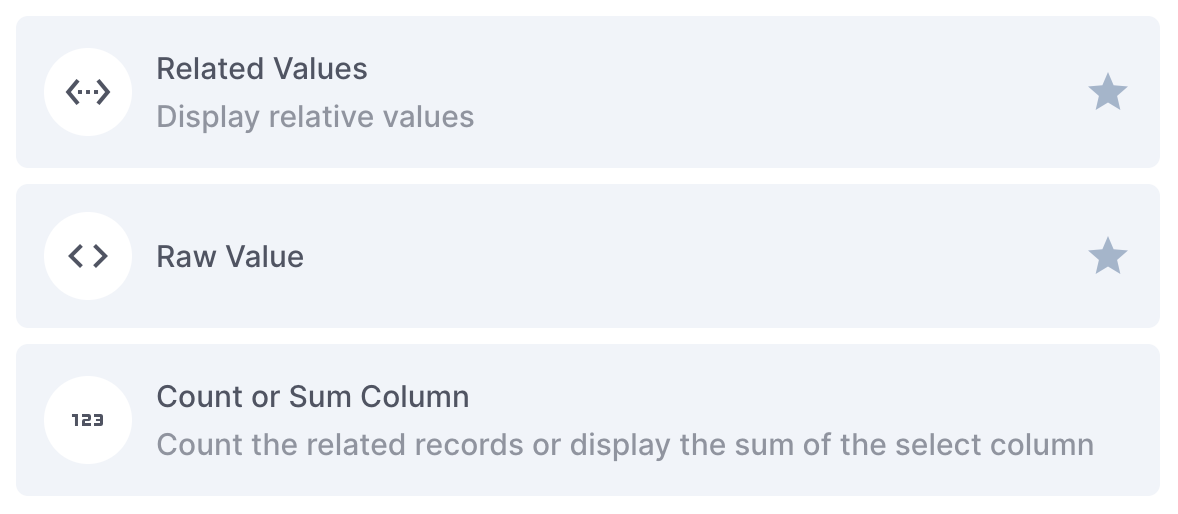 Related Values
Display relative values
Raw Value
Count or Sum Column
123
Count the related records or display the sum of the select column